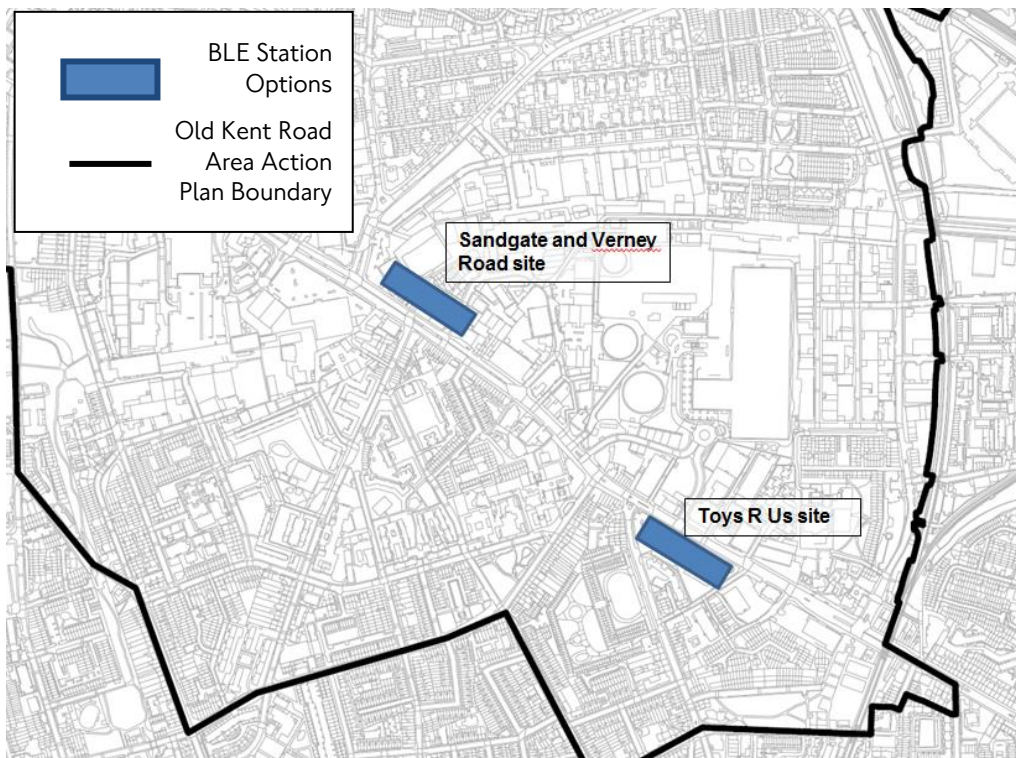 BLE Station
Options
Old Kent Road
Area Action
Plan Boundary
Sandgate and Verney
Road site
Toys R Us site